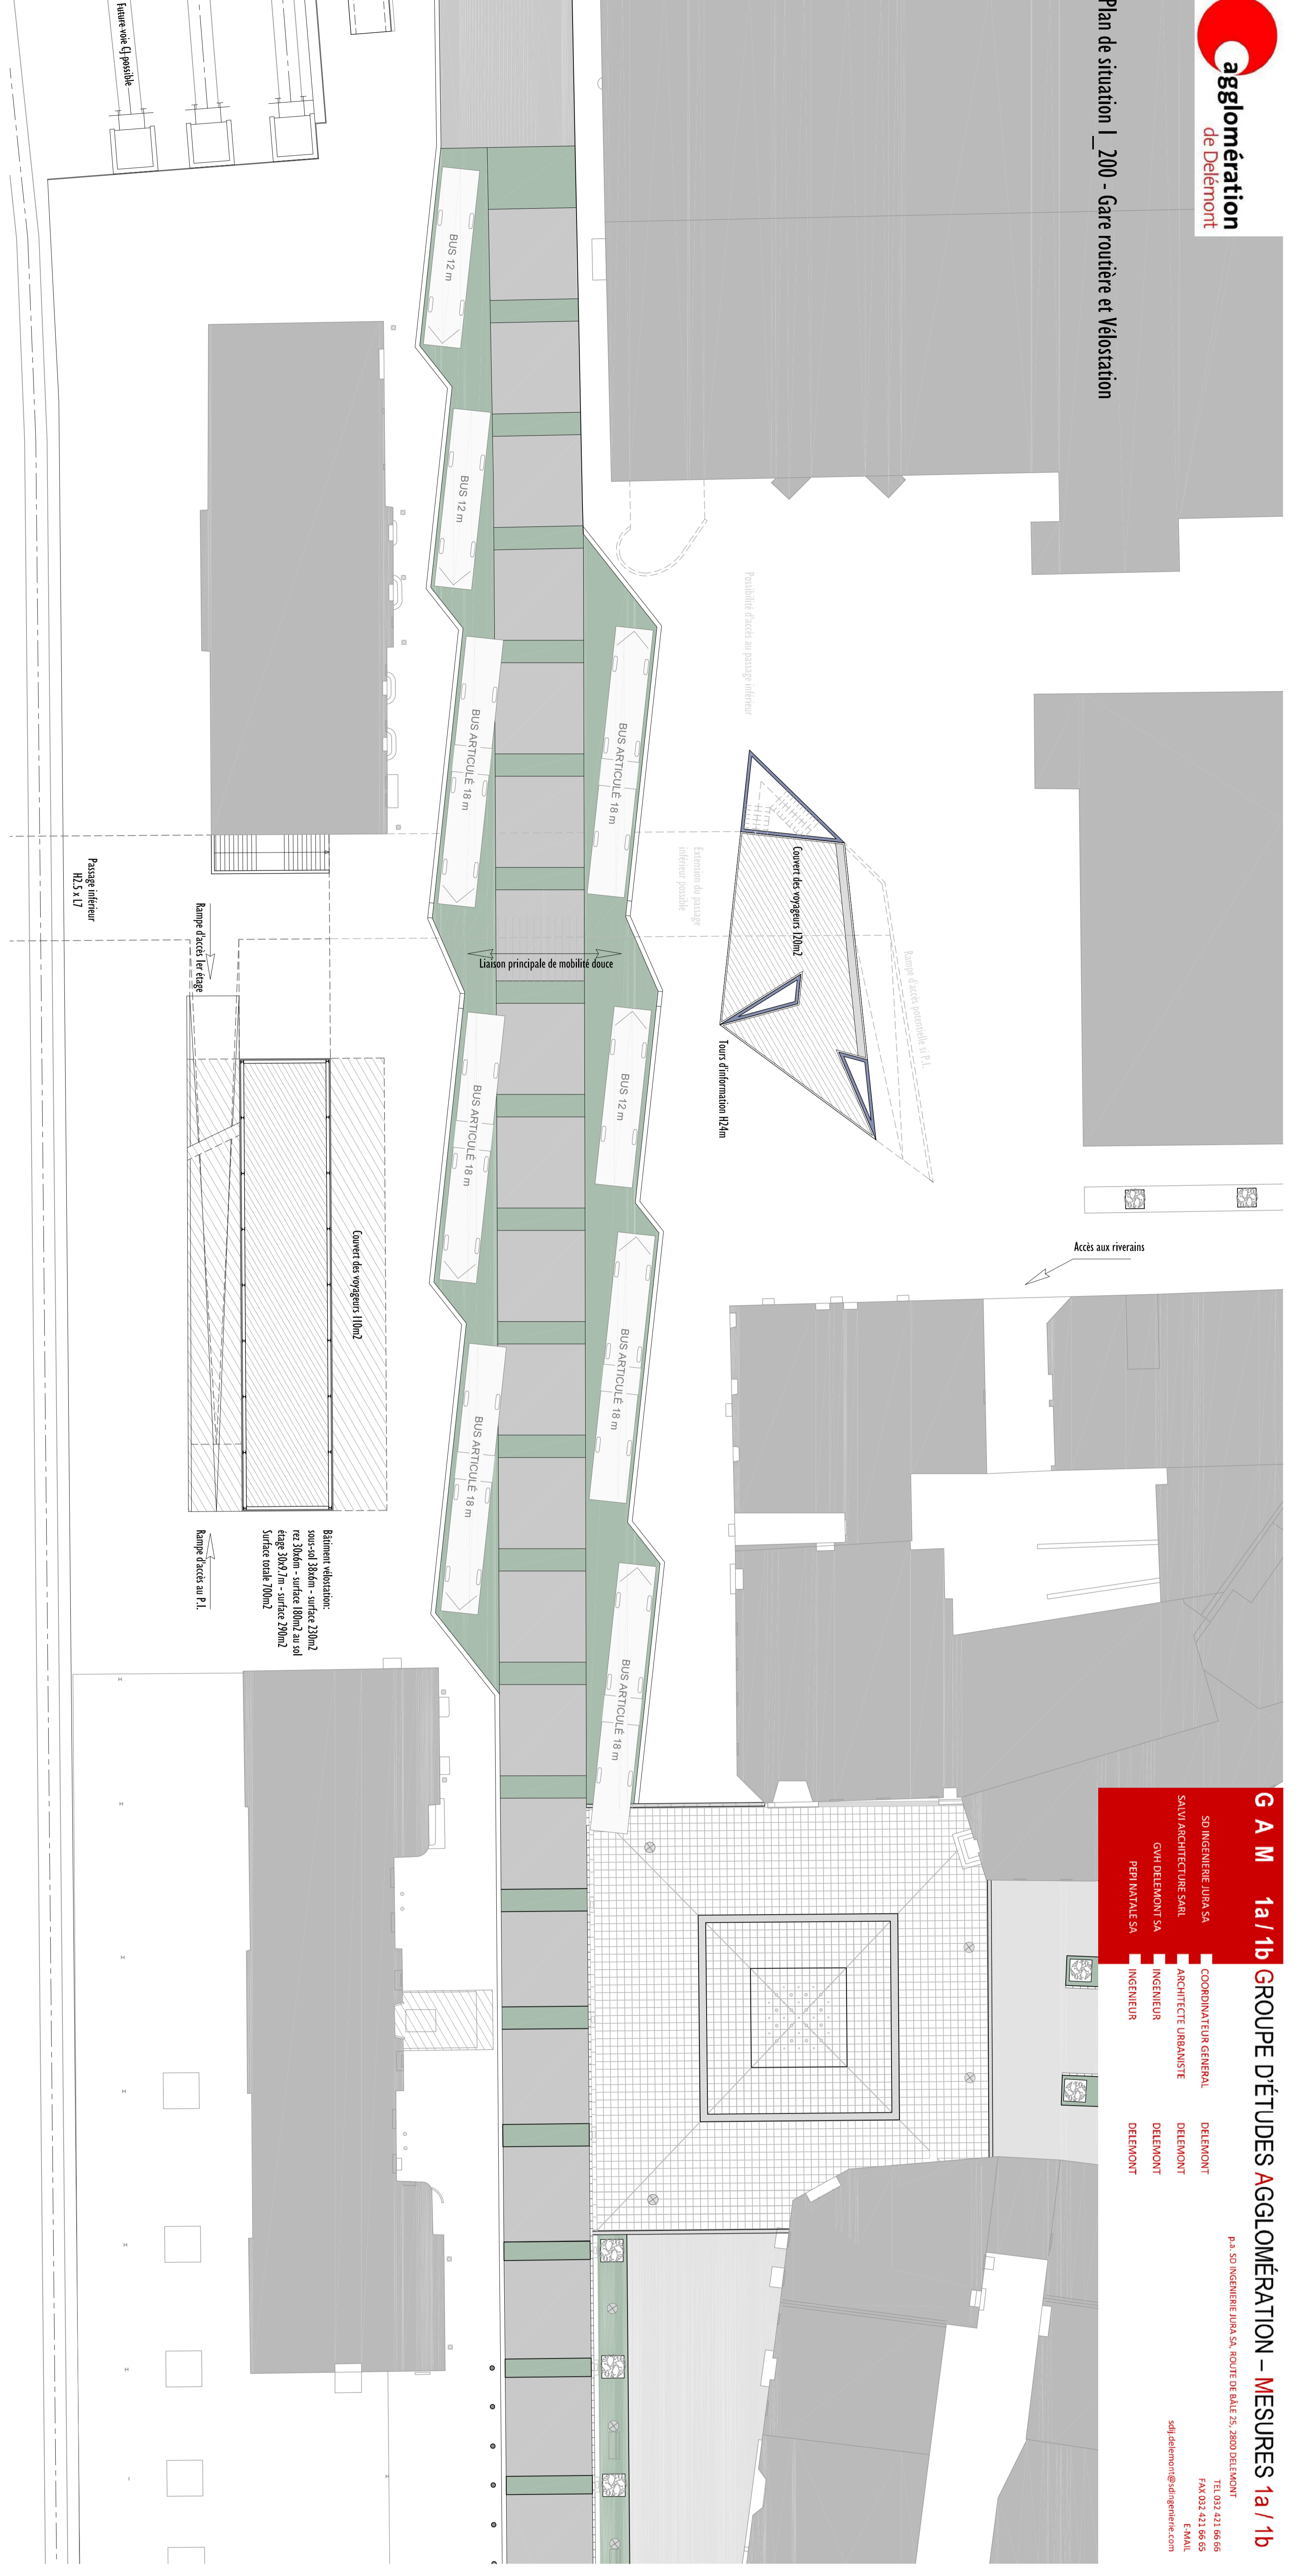 agglomération
de Delémont
Plan de situation 1_200 - Gare routière et Vélostation
G A M 1a / 1b GROUPE D'ÉTUDES AGGLOMÉRATION – MESURES 1a / 1b
p.a. SD INGENIERIE JURA SA, ROUTE DE BÂLE 25, 2800 DELEMONT
TEL 032 421 66 66
FAX 032 421 66 65
E-MAIL
sdij.delemont@sdingenierie.com
SD INGENIERIE JURA SA COORDINATEUR GENERAL DELEMONT
SALVI ARCHITECTURE SARL ARCHITECTE URBANISTE DELEMONT
GVH DELEMONT SA INGENIEUR DELEMONT
PEPI NATALE SA INGENIEUR DELEMONT
Accès aux riverains
Possibilité d'accès au passage inférieur
Extension du passage
inférieur possible
Rampe d'accès potentielle si P.I.
Couvert des voyageurs 120m2
Tours d'information H24m
BUS ARTICULÉ 18 m
BUS 12 m
BUS ARTICULÉ 18 m
BUS ARTICULÉ 18 m
Liaison principale de mobilité douce
BUS 12 m
BUS 12 m
BUS ARTICULÉ 18 m
BUS ARTICULÉ 18 m
BUS ARTICULÉ 18 m
Couvert des voyageurs 110m2
Bâtiment vélostation:
sous-sol 38x6m - surface 230m2
rez 30x6m - surface 180m2 au sol
étage 30x9.7m - surface 290m2
Surface totale 700m2
Rampe d'accès 1er étage
Rampe d'accès au P.I.
Passage inférieur
H2.5 x L7
Future voie CJ possible